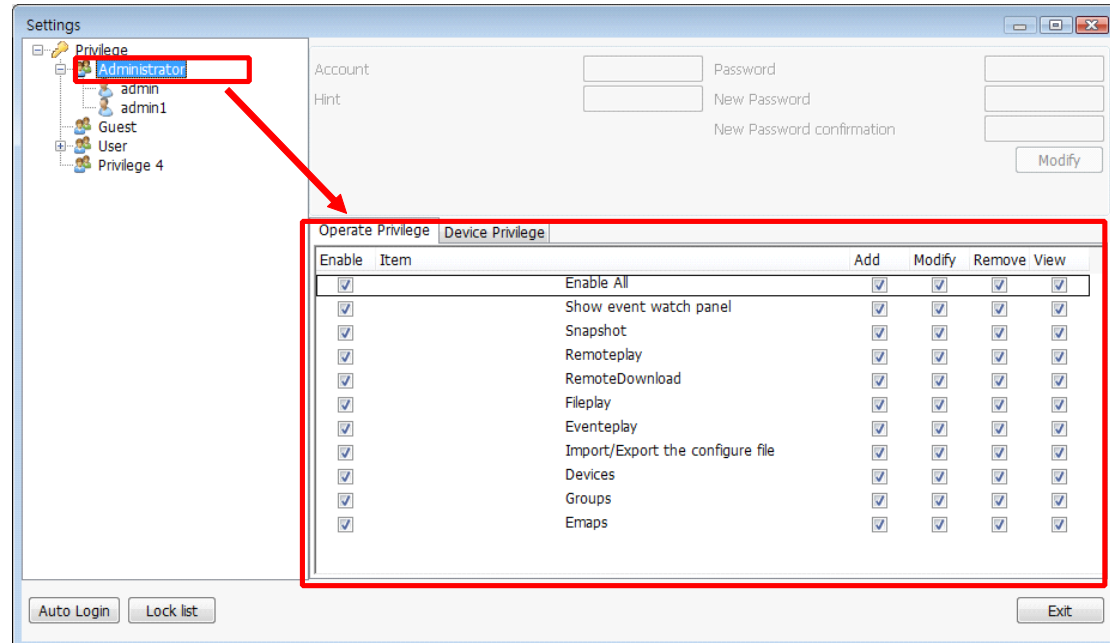 Settings
Privilege
Administrator
admin
admin1
Guest
User
Privilege 4
Account Password
Hint New Password
New Password confirmation
Modify
Operate Privilege Device Privilege
Enable Item Add Modify Remove View
Enable All
Show event watch panel
Snapshot
Remoteplay
RemoteDownload
Fileplay
Eventeplay
Import/Export the configure file
Devices
Groups
Emaps
Auto Login Lock list Exit